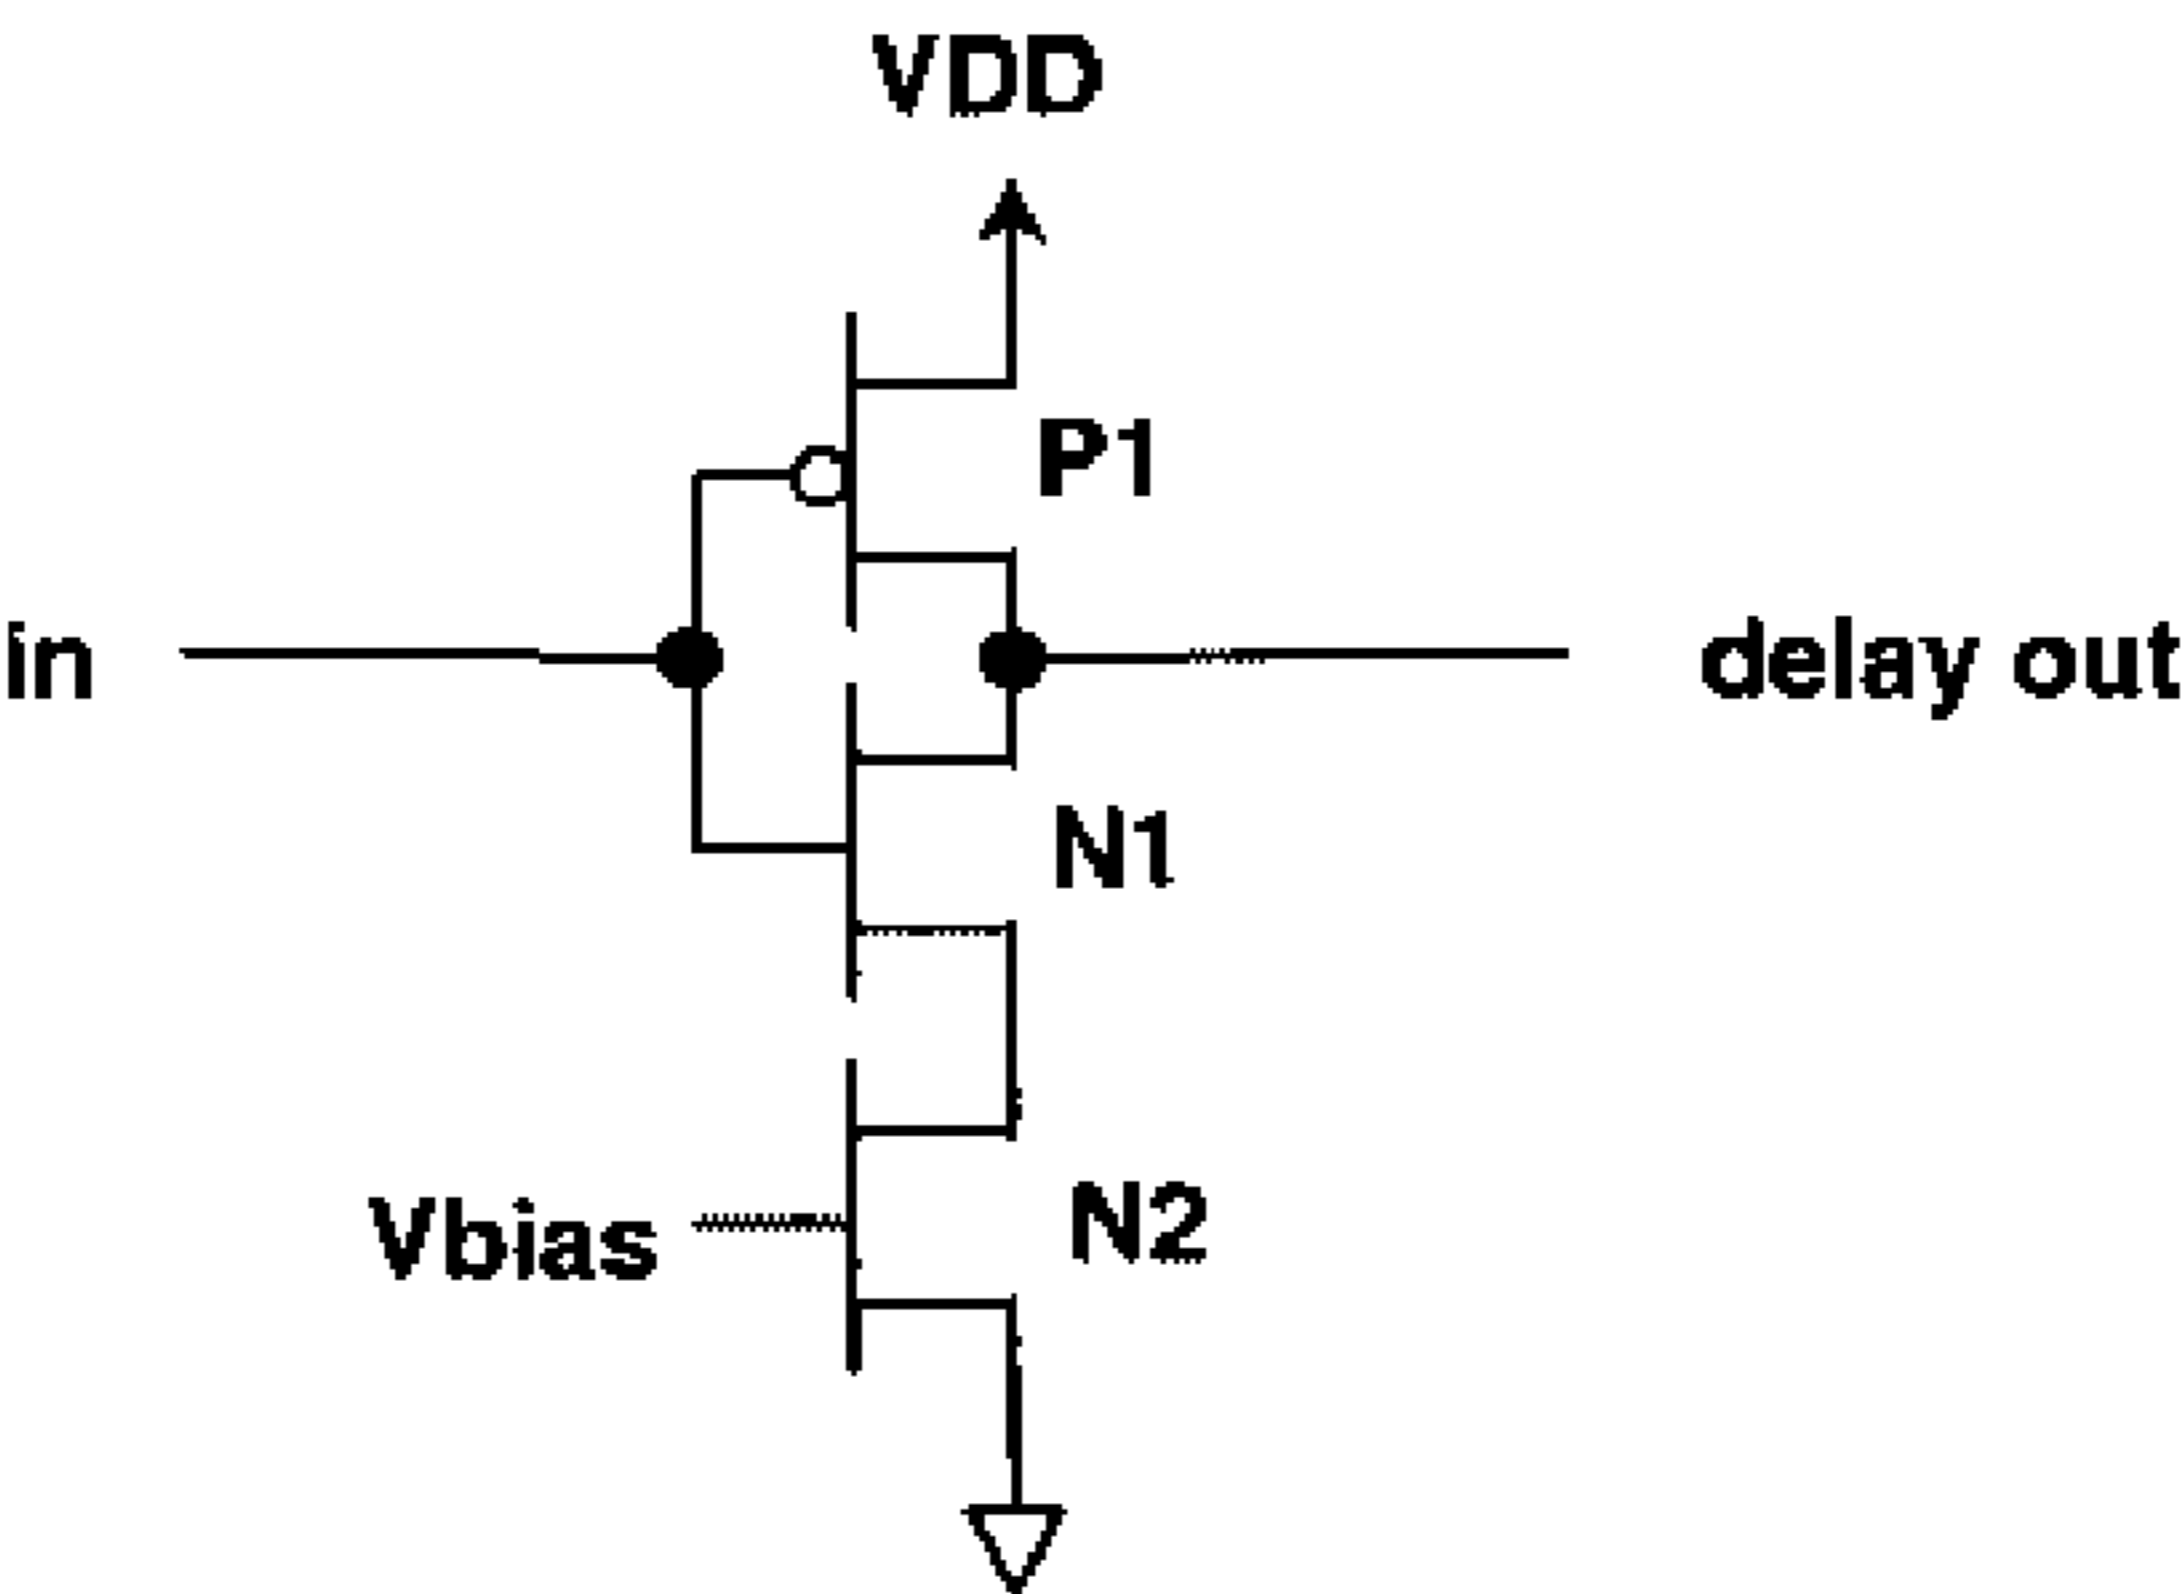 VDD
P1
in
delay out
N1
Vbias
N2